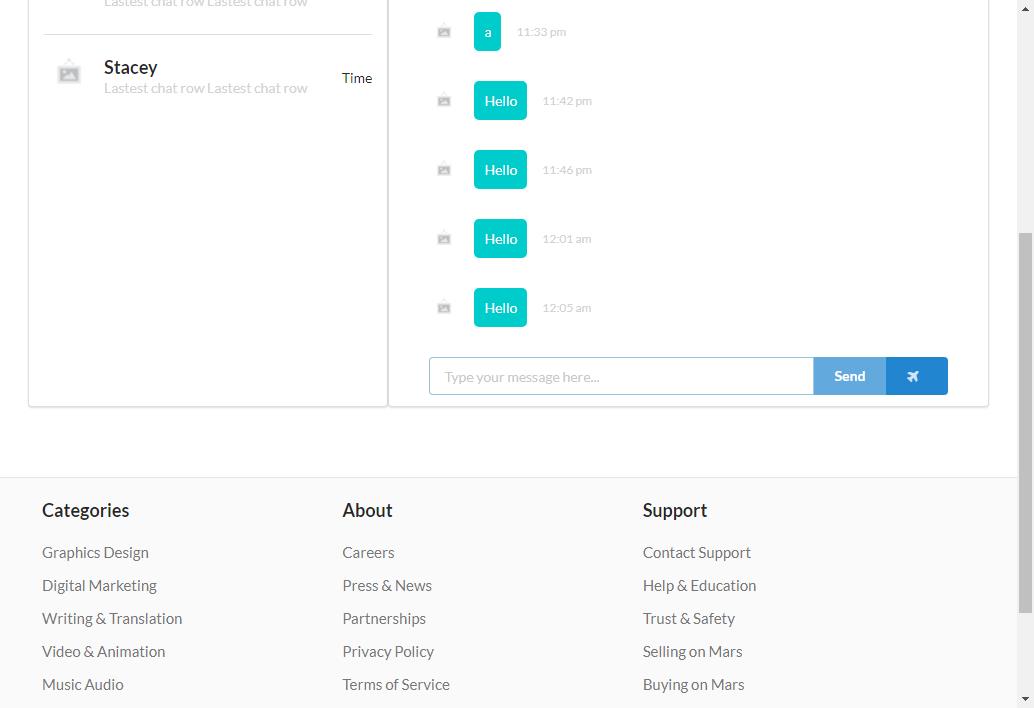 Lastest chat row Lastest chat row
Stacey
Lastest chat row Lastest chat row
Time
a
11:33 pm
Hello
11:42 pm
Hello
11:46 pm
Hello
12:01 am
Hello
12:05 am
Type your message here...
Send
Categories
Graphics Design
Digital Marketing
Writing & Translation
Video & Animation
Music Audio
About
Careers
Press & News
Partnerships
Privacy Policy
Terms of Service
Support
Contact Support
Help & Education
Trust & Safety
Selling on Mars
Buying on Mars